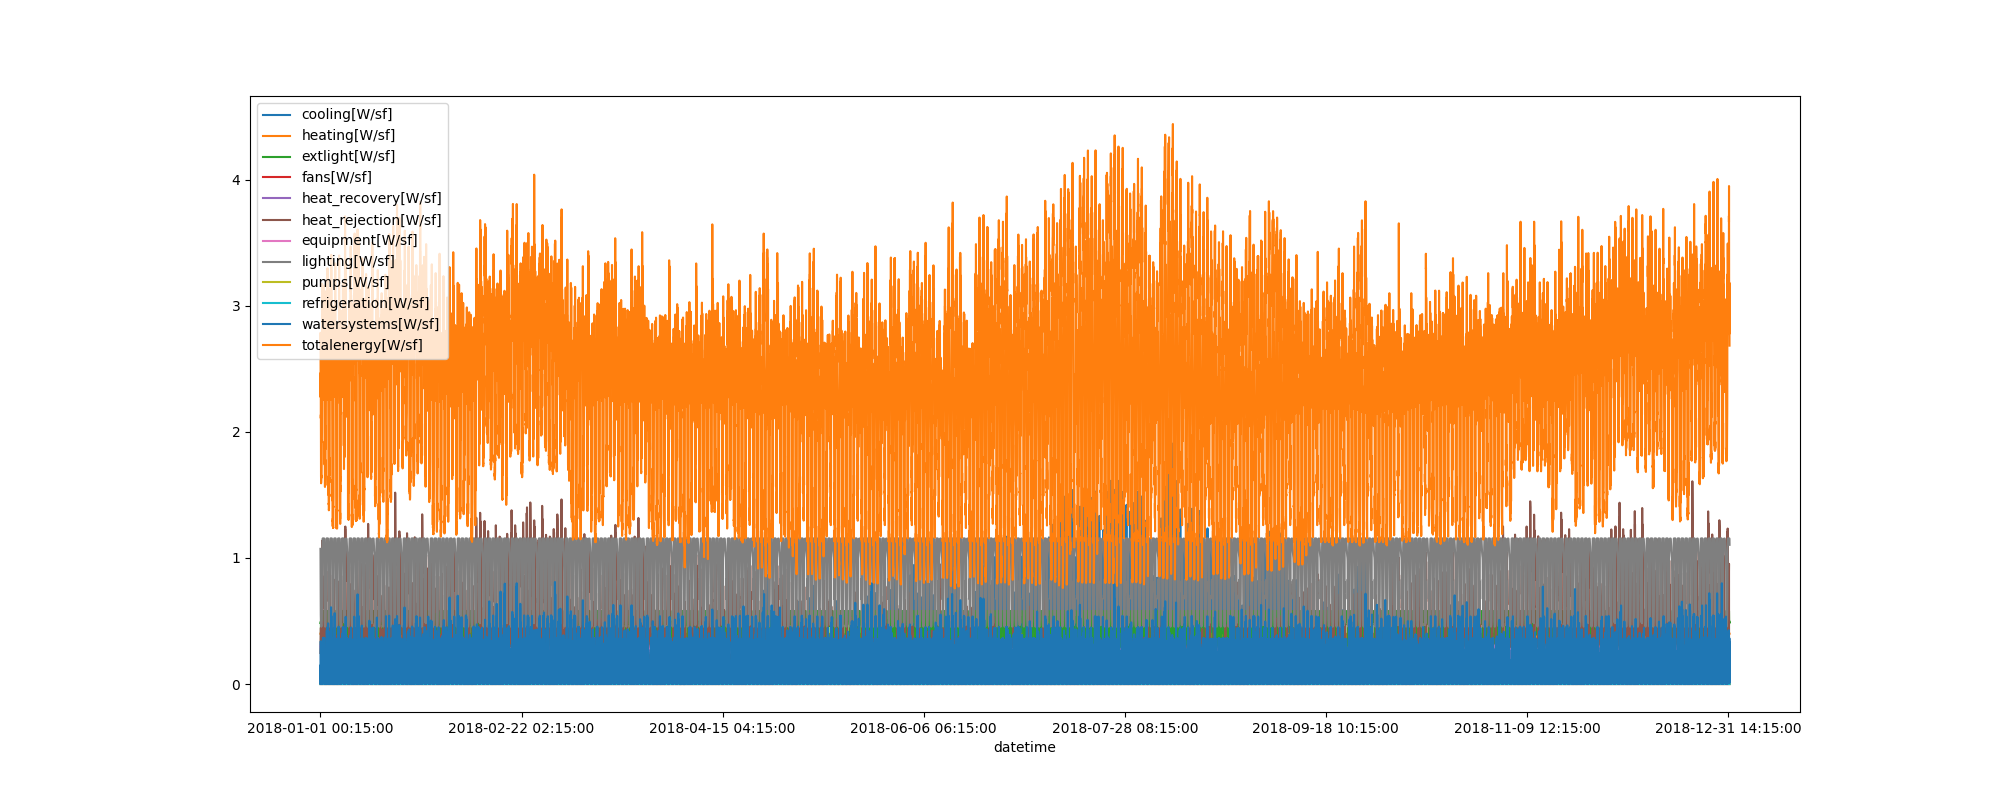 cooling[W/sf]
heating[W/sf]
extlight[W/sf]
fans[W/sf]
heat_recovery[W/sf]
heat_rejection[W/sf]
equipment[W/sf]
lighting[W/sf]
pumps[W/sf]
refrigeration[W/sf]
watersystems[W/sf]
totalenergy[W/sf]
4
3
2
1
0
2018-01-01 00:15:00 2018-02-22 02:15:00 2018-04-15 04:15:00 2018-06-06 06:15:00 2018-07-28 08:15:00 2018-09-18 10:15:00 2018-11-09 12:15:00 2018-12-31 14:15:00
datetime